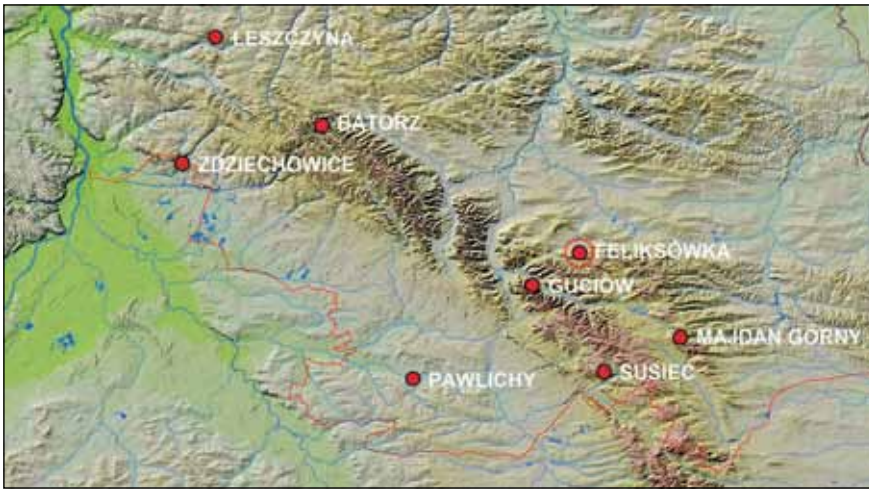 LESZCZYNA
BATORZ
ZDZIECHOWICE
FELIKSÓWKA
GUCIÓW
MAJDAN GÓRNY
SUSIEC
PAWLICHY